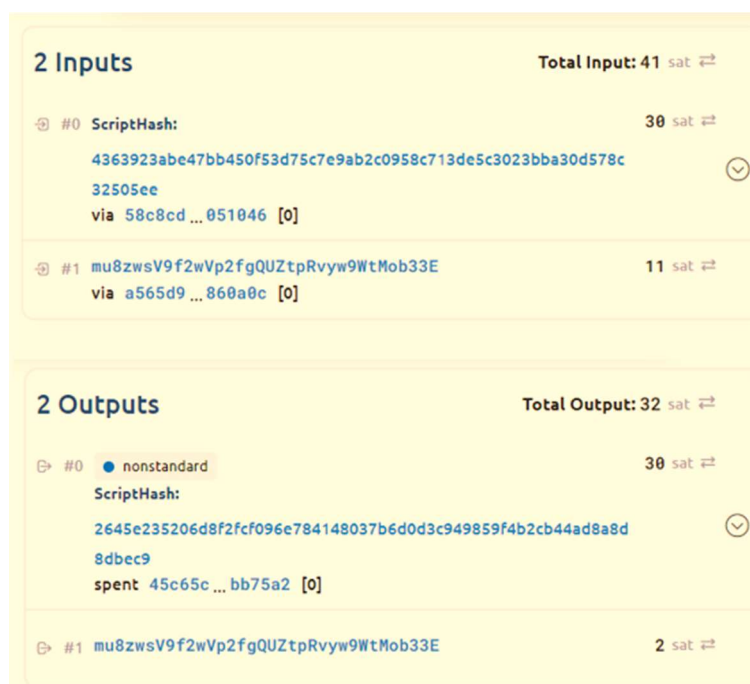 2 Inputs
Total Input: 41 sat
#0 ScriptHash:
30 sat
4363923abe47bb450f53d75c7e9ab2c0958c713de5c3023bba30d578c
32505ee
via 58c8cd ... 051046 [0]
#1 mu8zwsV9f2wVp2fgQUZtpRvyw9WtMob33E
11 sat
via a565d9 ... 860a0c [0]
2 Outputs
Total Output: 32 sat
#0 nonstandard
30 sat
ScriptHash:
2645e235206d8f2fcf096e784148037b6d0d3c949859f4b2cb44ad8a8d
8dbec9
spent 45c65c ... bb75a2 [0]
#1 mu8zwsV9f2wVp2fgQUZtpRvyw9WtMob33E
2 sat